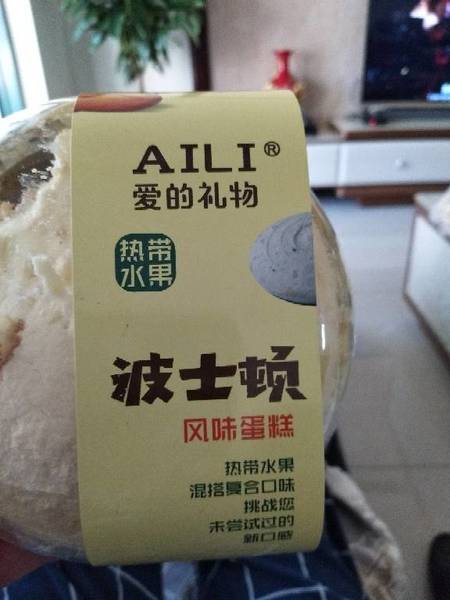 AILI®
爱的礼物
热带
水果
波士顿
风味蛋糕
热带水果
混搭复合口味
挑战您
未尝试过的
新口感